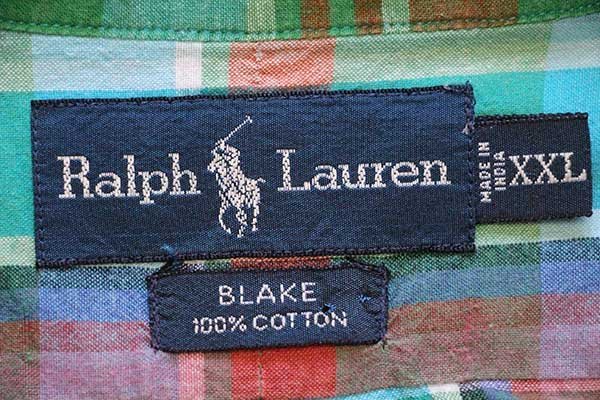 Ralph Lauren
MADE IN
INDIA
XXL
BLAKE
100% COTTON